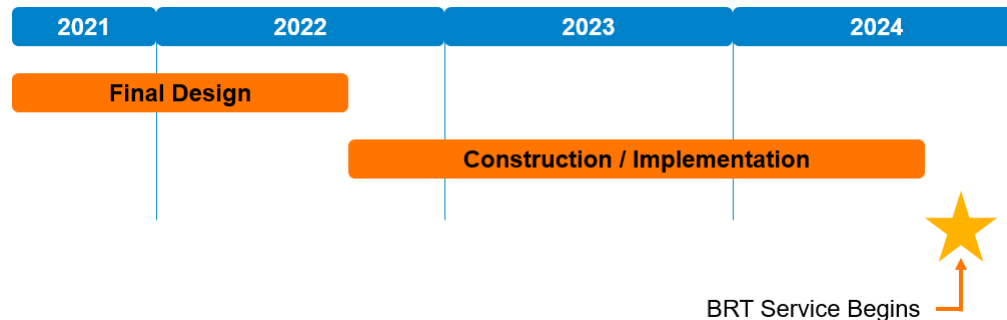 2021 2022 2023 2024
Final Design
Construction / Implementation
BRT Service Begins